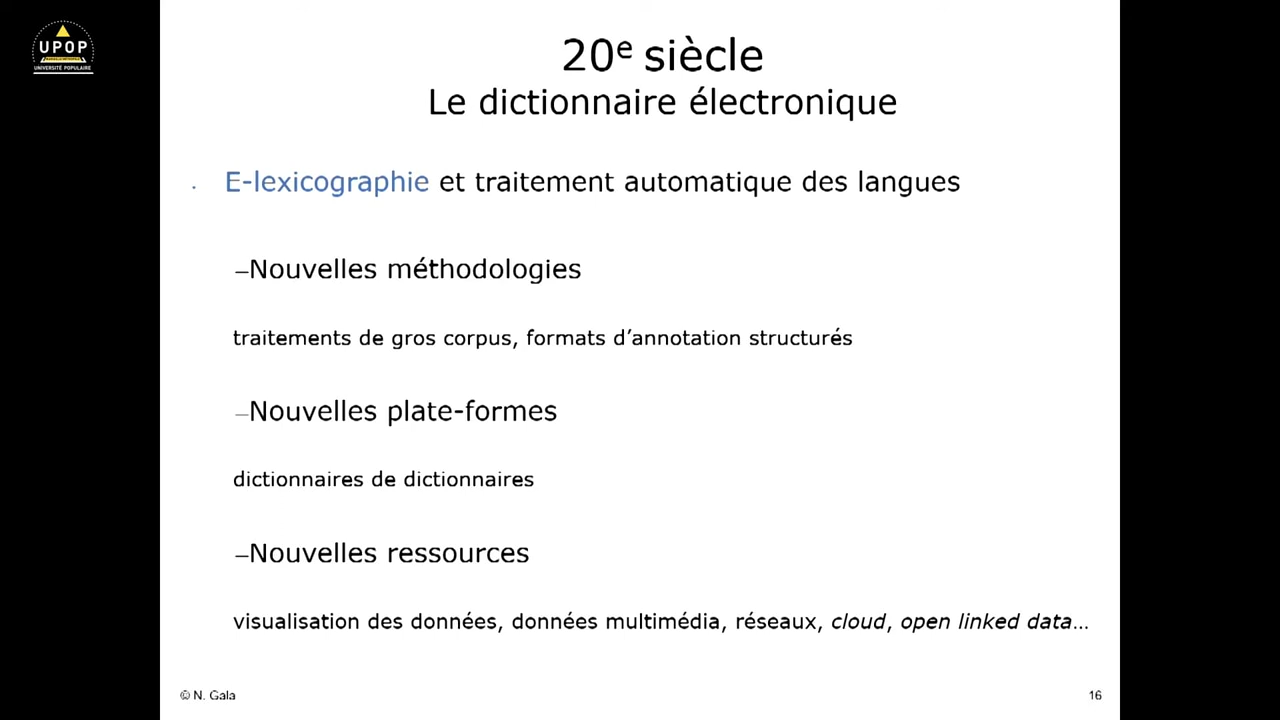 UPOP
UNIVERSITÉ POPULAIRE
20e siècle
Le dictionnaire électronique
E-lexicographie et traitement automatique des langues
–Nouvelles méthodologies
traitements de gros corpus, formats d’annotation structurés
–Nouvelles plate-formes
dictionnaires de dictionnaires
–Nouvelles ressources
visualisation des données, données multimédia, réseaux, cloud, open linked data…
© N. Gala
16